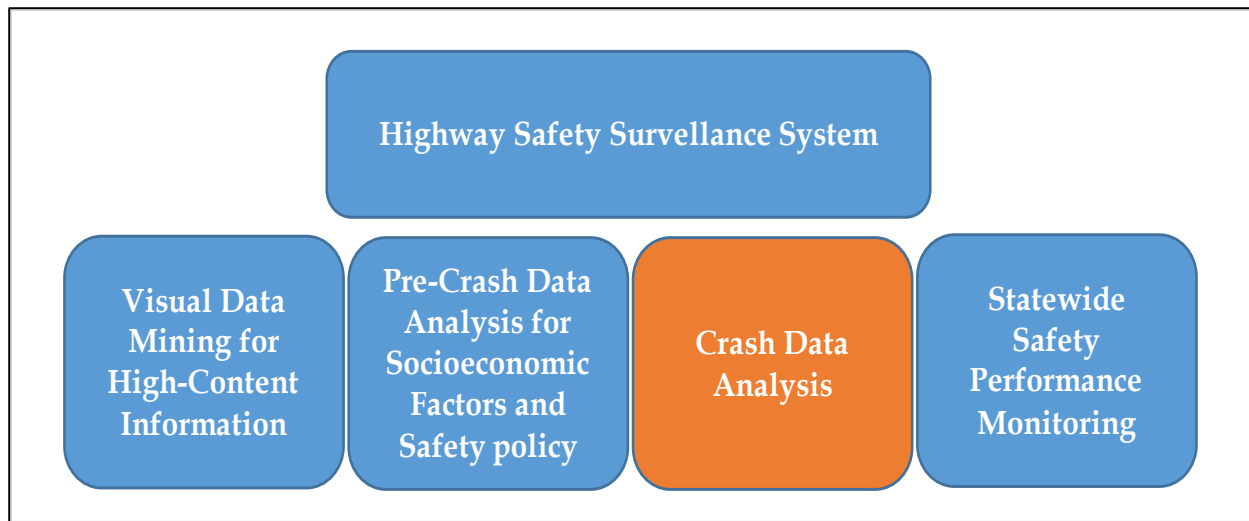 Highway Safety Survellance System
Visual Data
Mining for
High-Content
Information
Pre-Crash Data
Analysis for
Socioeconomic
Factors and
Safety policy
Crash Data
Analysis
Statewide
Safety
Performance
Monitoring